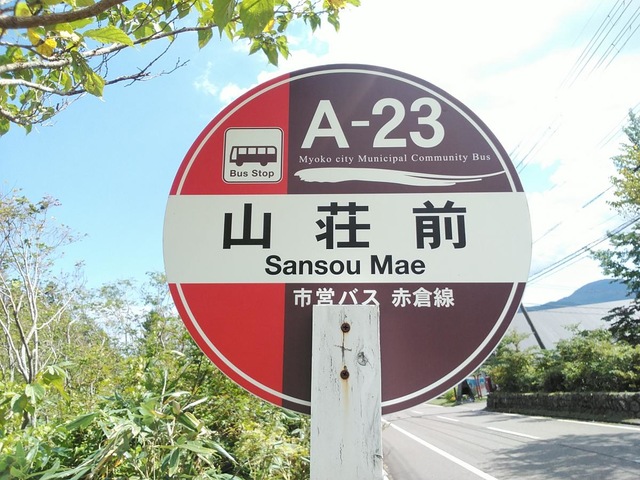 A-23
Bus Stop
Myoko city Municipal Community Bus
山荘前
Sansou Mae
市営バス 赤倉線